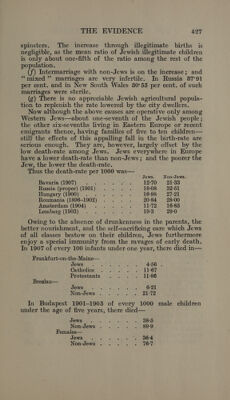 THE EVIDENCE 427
spinsters. The increase through illegitimate births is
negligible, as the mean ratio of Jewish illegitimate children
is only about one-fifth of the ratio among the rest of the
population.
(f) Intermarriage with non-Jews is on the increase; and
“mixed” marriages are very infertile. In Russia 87·91
per cent. and in New South Wales 30·55 per cent. of such
marriages were sterile.
(g) There is no appreciable Jewish agricultural popula-
tion to replenish the rate lowered by the city dwellers.
Now although the above causes are operative only among
Western Jews—about one-seventh of the Jewish people;
the other six-sevenths living in Eastern Europe or recent
emigrants thence, having families of five to ten children—
still the effects of this appalling fall in the birth-rate are
serious enough. They are, however, largely offset by the
low death-rate among Jews. Jews everywhere in Europe
have a lower death-rate than non-Jews; and the poorer the
Jew, the lower the death-rate.
Thus the death-rate per 1000 was—
Jews. Non-Jews.
Bavaria (1907) . . . . . 12·70 21·33
Russia (proper) (1901) . . . . 16·08 32·51
Hungary (1900) . . . . 16·86 27·21
Roumania (1896-1902) . . . 20·84 28·00
Amsterdam (1904) . . . . 11·72 16·83
Lemberg (1903) . . . . 19·3 29·0
Owing to the absence of drunkenness in the parents, the
better nourishment, and the self-sacrificing care which Jews
of all classes bestow on their children, Jews furthermore
enjoy a special immunity from the ravages of early death.
In 1907 of every 100 infants under one year, there died in—
Frankfurt-on-the-Maine—
Jews . . . . . 4·56
Catholics . . . . . 11·67
Protestants . . . . . 11·86
Breslau—
Jews . . . . . 6·21
Non-Jews . . . . . 21·72
In Budapest 1901-1903 of every 1000 male children
under the age of five years, there died—
Jews . . . . . 38·3
Non-Jews . . . . . 89·9
Females—
Jews . . . . . 36·4
Non-Jews . . . . . 76·7